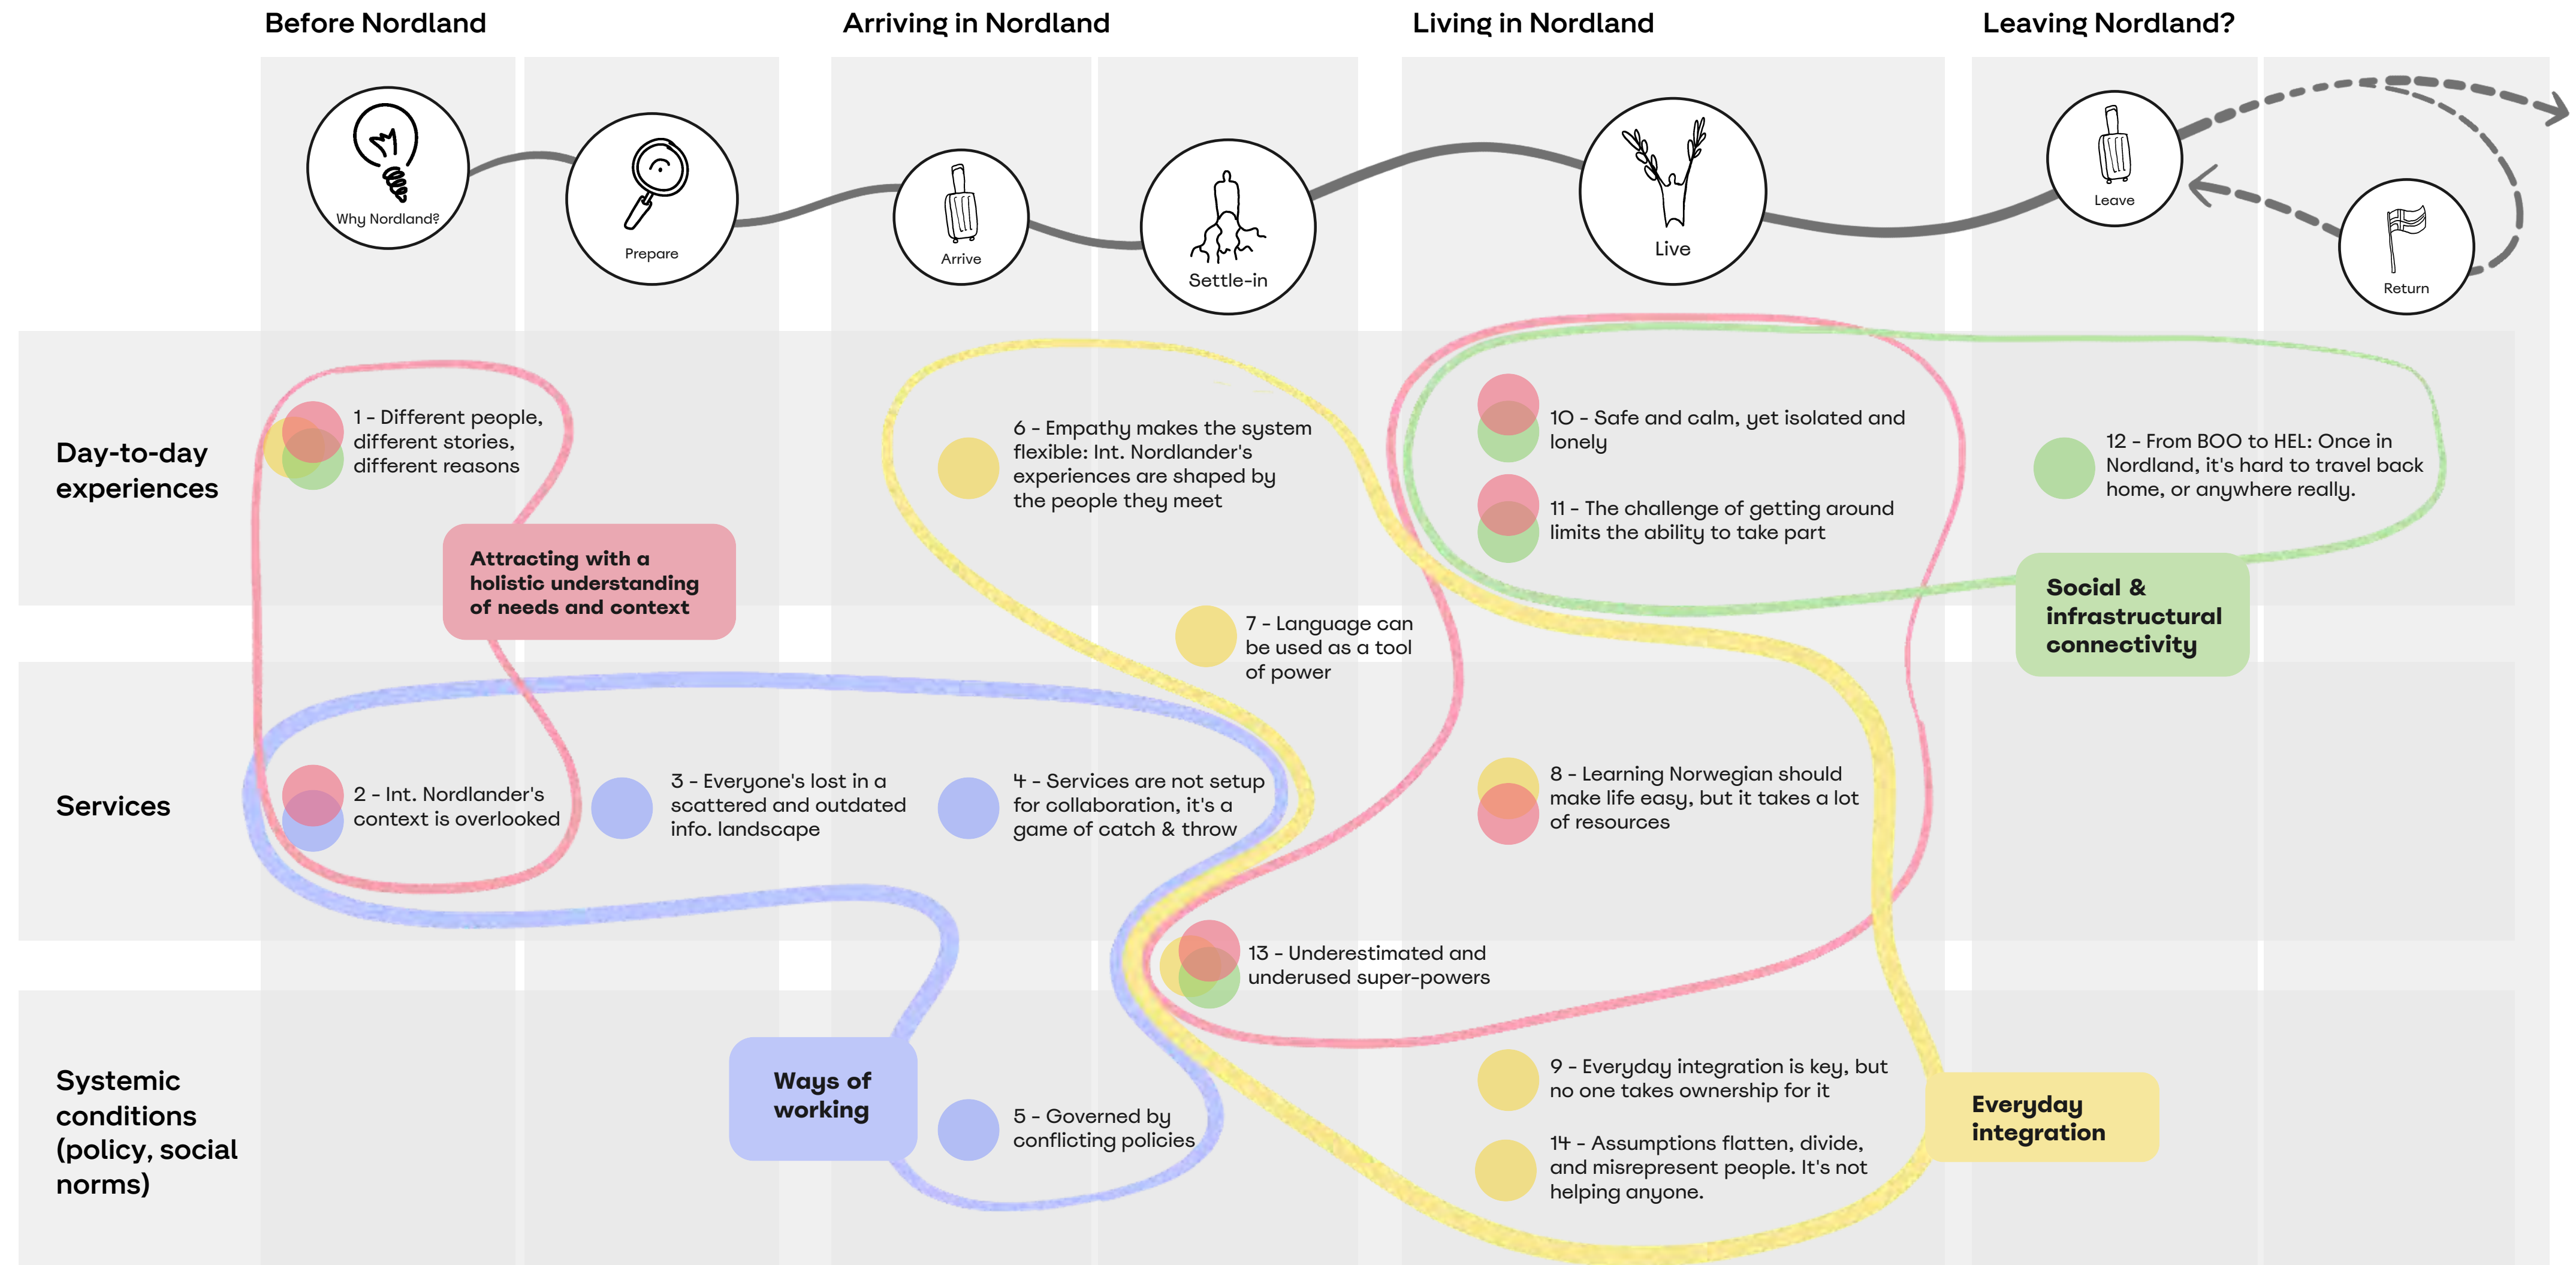 Before Nordland
Arriving in Nordland
Living in Nordland
Leaving Nordland?
Why Nordland?
Prepare
Arrive
Settle-in
Live
Leave
Return
Day-to-day
experiences
1 - Different people,
different stories,
different reasons
6 - Empathy makes the system
flexible: Int. Nordlander's
experiences are shaped by
the people they meet
10 - Safe and calm, yet isolated and
lonely
11 - The challenge of getting around
limits the ability to take part
12 - From BOO to HEL: Once in
Nordland, it's hard to travel back
home, or anywhere really.
Attracting with a
holistic understanding
of needs and context
Social &
infrastructural
connectivity
7 - Language can
be used as a tool
of power
Services
2 - Int. Nordlander's
context is overlooked
3 - Everyone's lost in a
scattered and outdated
info. landscape
4 - Services are not setup
for collaboration, it's a
game of catch & throw
8 - Learning Norwegian should
make life easy, but it takes a lot
of resources
13 - Underestimated and
underused super-powers
Systemic
conditions
(policy, social
norms)
Ways of
working
5 - Governed by
conflicting policies
9 - Everyday integration is key, but
no one takes ownership for it
14 - Assumptions flatten, divide,
and misrepresent people. It's not
helping anyone.
Everyday
integration